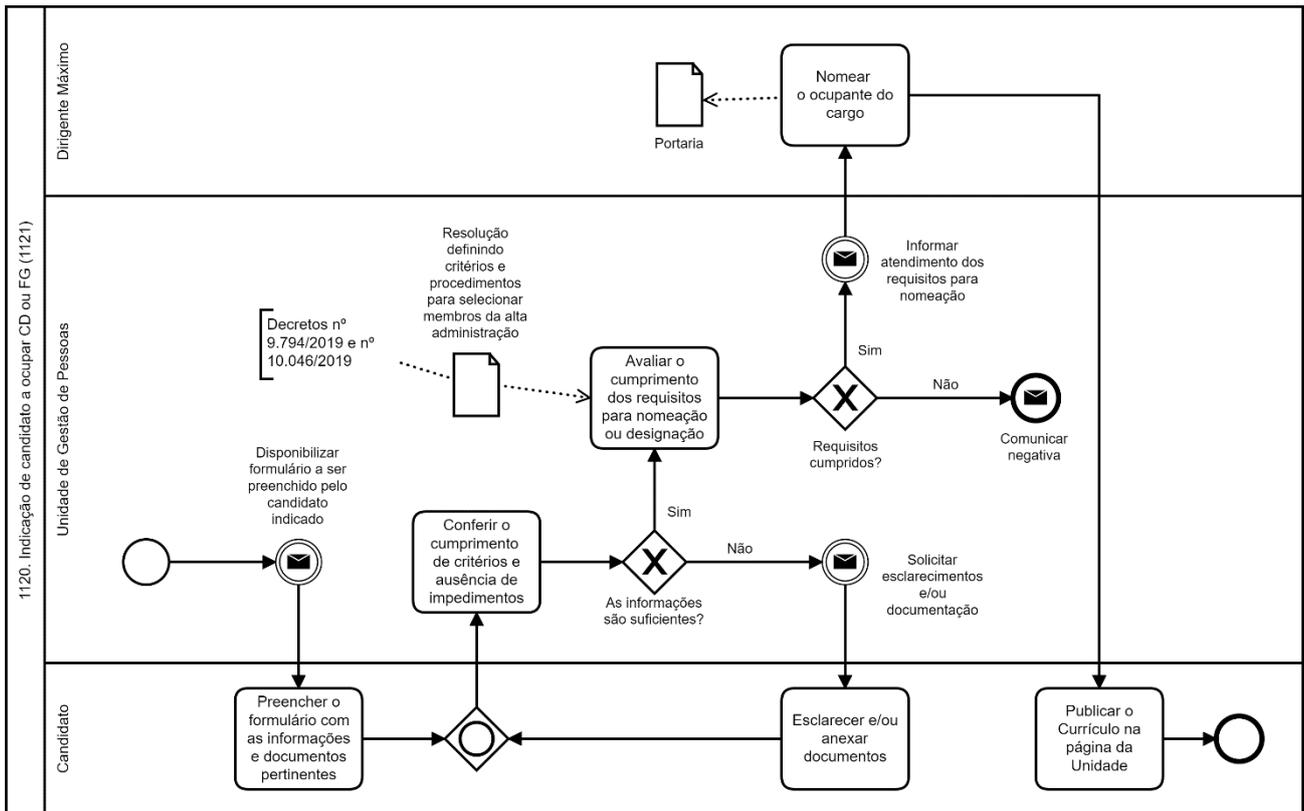 1120. Indicação de candidato a ocupar CD ou FG (1121)
Dirigente Máximo
Nomear
o ocupante do
cargo
Portaria
Unidade de Gestão de Pessoas
Resolução
definindo
critérios e
procedimentos
para selecionar
membros da alta
administração
Informar
atendimento dos
requisitos para
nomeação
Decretos nº
9.794/2019 e nº
10.046/2019
Avaliar o
cumprimento
dos requisitos
para nomeação
ou designação
Sim
Não
Requisitos
cumpridos?
Comunicar
negativa
Disponibilizar
formulário a ser
preenchido pelo
candidato
indicado
Conferir o
cumprimento
de critérios e
ausência de
impedimentos
Sim
Não
As informações
são suficientes?
Solicitar
esclarecimentos
e/ou
documentação
Candidato
Preencher o
formulário com
as informações
e documentos
pertinentes
Esclarecer e/ou
anexar
documentos
Publicar o
Currículo na
página da
Unidade